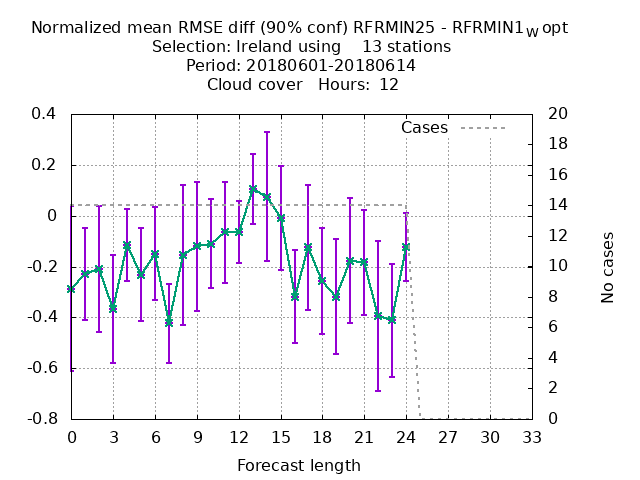 Normalized mean RMSE diff (90% conf) RFRMIN25 - RFRMIN1W opt
Selection: Ireland using 13 stations
Period: 20180601-20180614
Cloud cover Hours: 12
Cases
0.4
0.2
0
-0.2
-0.4
-0.6
-0.8
20
18
16
14
12
10
8
6
4
2
0
No cases
0 3 6 9 12 15 18 21 24 27 30 33
Forecast length